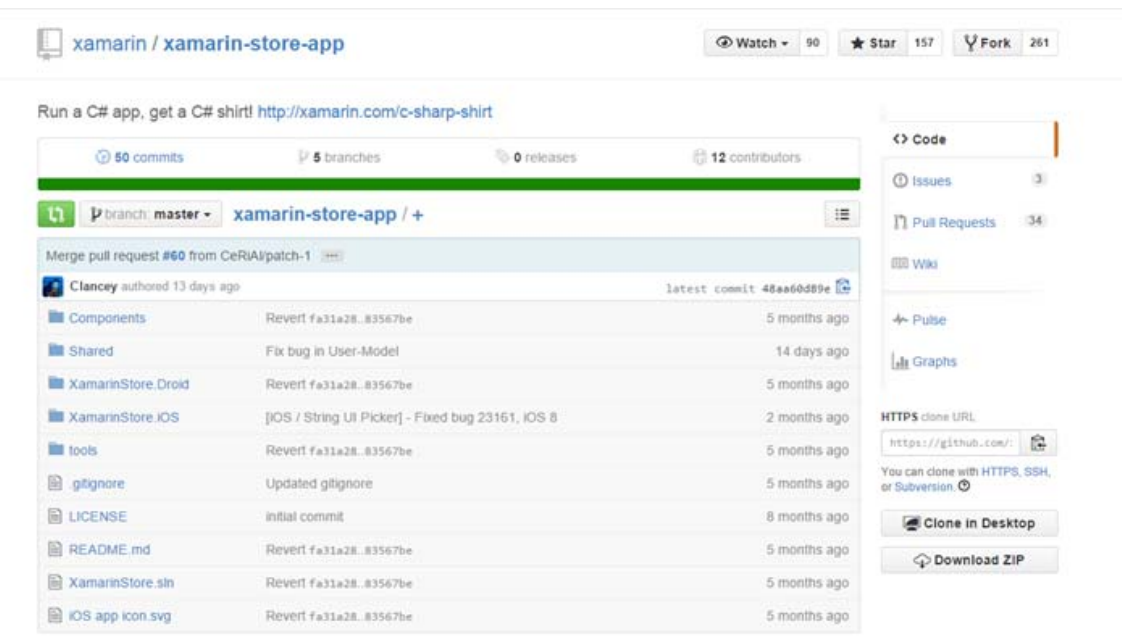 xamarin / xamarin-store-app
Watch 90 Star 157 Fork 261
Run a C# app, get a C# shirt! http://xamarin.com/c-sharp-shirt
50 commits 5 branches 0 releases 12 contributors
branch: master xamarin-store-app / +
Merge pull request #60 from CeRiAl/patch-1 ...
Clancey authored 13 days ago latest commit 48aa60d89e
Components Revert fa31a28..83567be 5 months ago
Shared Fix bug in User-Model 14 days ago
XamarinStore.Droid Revert fa31a28..83567be 5 months ago
XamarinStore.iOS [iOS / String UI Picker] - Fixed bug 23161, iOS 8 2 months ago
tools Revert fa31a28..83567be 5 months ago
.gitignore Updated gitignore 5 months ago
LICENSE initial commit 8 months ago
README.md Revert fa31a28..83567be 5 months ago
XamarinStore.sln Revert fa31a28..83567be 5 months ago
iOS app icon.svg Revert fa31a28..83567be 5 months ago
<> Code
Issues 3
Pull Requests 34
Wiki
Pulse
Graphs
HTTPS clone URL
https://github.com/
You can clone with HTTPS, SSH,
or Subversion.
Clone in Desktop
Download ZIP